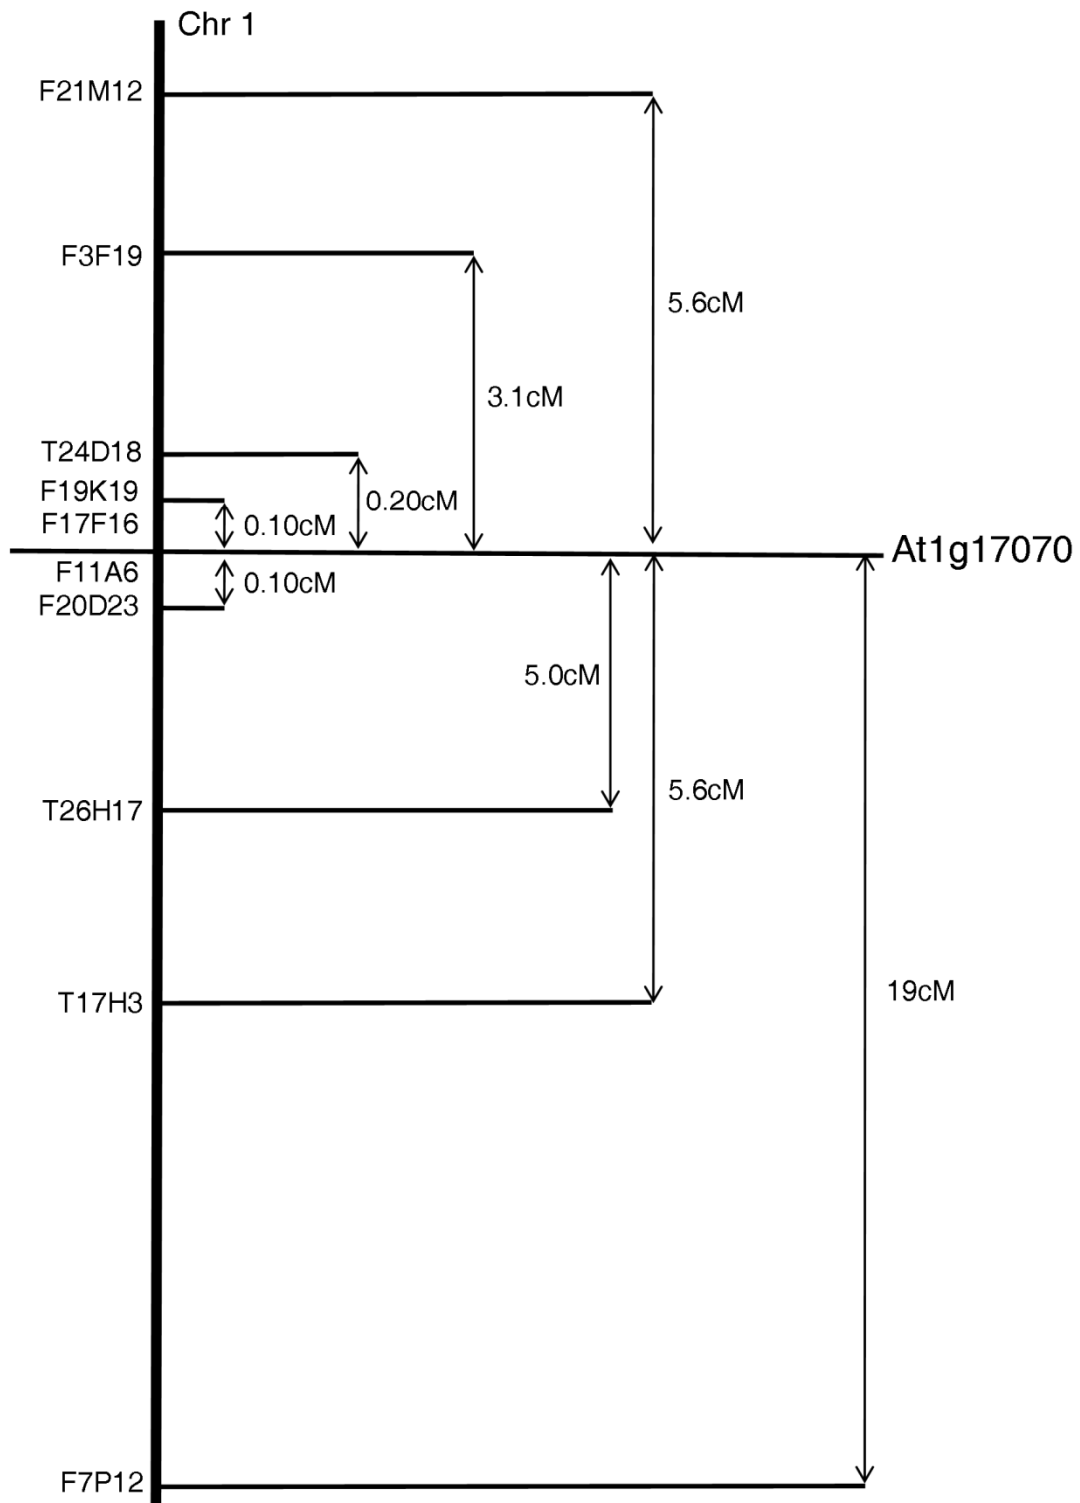 Chr 1
F21M12
F3F19
5.6cM
3.1cM
T24D18
F19K19
0.20cM
F17F16
0.10cM
At1g17070
F11A6
0.10cM
F20D23
5.0cM
5.6cM
T26H17
T17H3
19cM
F7P12